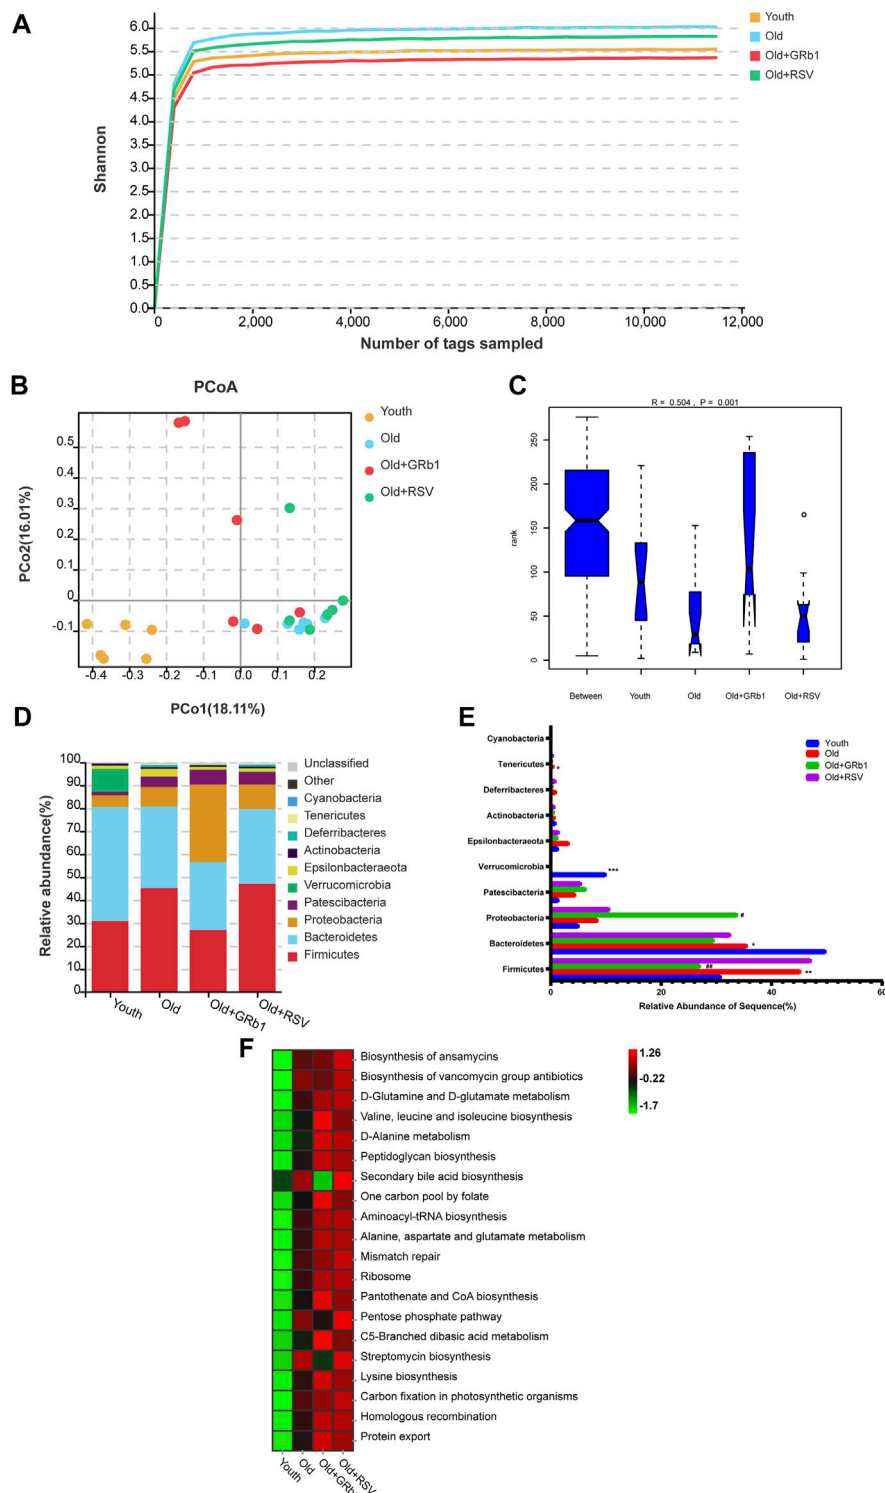 A
Shannon
6.0
5.5
5.0
4.5
4.0
3.5
3.0
2.5
2.0
1.5
1.0
0.5
0.0
0
2,000
4,000
6,000
8,000
10,000
12,000
Number of tags sampled
Youth
Old
Old+GRb1
Old+RSV
B
PCoA
PCo2(16.01%)
0.5
0.4
0.3
0.2
0.1
0
-0.1
-0.4
-0.3
-0.2
-0.1
0.0
0.1
0.2
PCo1(18.11%)
Youth
Old
Old+GRb1
Old+RSV
C
R = 0.504 , P = 0.001
rank
250
200
150
100
50
0
Between
Youth
Old
Old+GRb1
Old+RSV
D
Relative abundance(%)
100
90
80
70
60
50
40
30
20
10
0
Youth
Old
Old+GRb1
Old+RSV
Unclassified
Other
Cyanobacteria
Tenericutes
Deferribacteres
Actinobacteria
Epsilonbacteraeota
Verrucomicrobia
Patescibacteria
Proteobacteria
Bacteroidetes
Firmicutes
E
Cyanobacteria
Tenericutes
*
Deferribacteres
Actinobacteria
Epsilonbacteraeota
Verrucomicrobia
***
Patescibacteria
Proteobacteria
#
Bacteroidetes
*
Firmicutes
##
**
0
20
40
60
Relative Abundance of Sequence(%)
Youth
Old
Old+GRb1
Old+RSV
F
Biosynthesis of ansamycins
Biosynthesis of vancomycin group antibiotics
D-Glutamine and D-glutamate metabolism
Valine, leucine and isoleucine biosynthesis
D-Alanine metabolism
Peptidoglycan biosynthesis
Secondary bile acid biosynthesis
One carbon pool by folate
Aminoacyl-tRNA biosynthesis
Alanine, aspartate and glutamate metabolism
Mismatch repair
Ribosome
Pantothenate and CoA biosynthesis
Pentose phosphate pathway
C5-Branched dibasic acid metabolism
Streptomycin biosynthesis
Lysine biosynthesis
Carbon fixation in photosynthetic organisms
Homologous recombination
Protein export
Youth
Old
Old+GRb1
Old+RSV
1.26
-0.22
-1.7